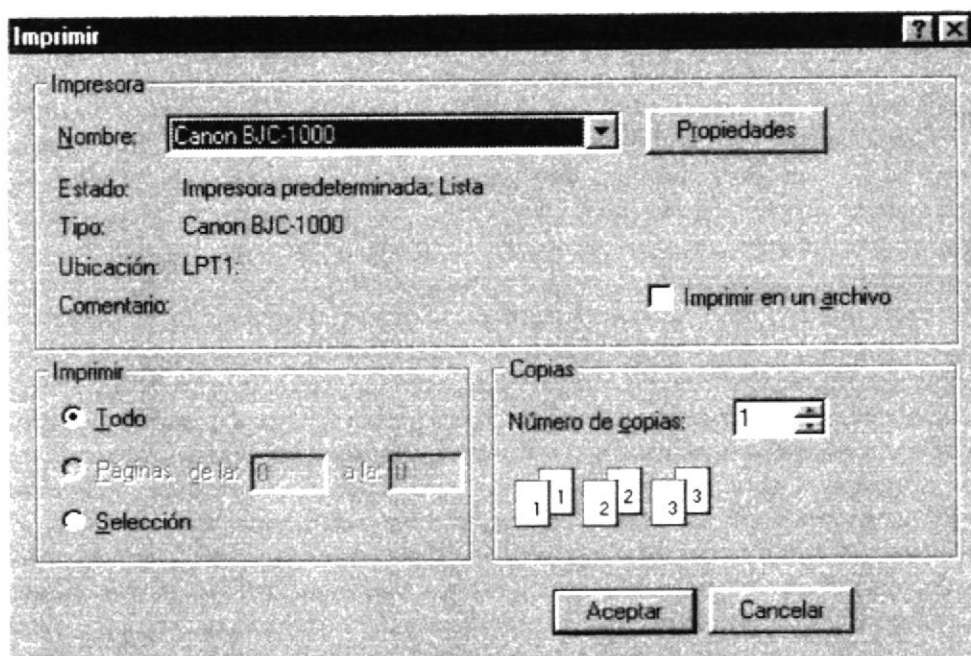 Imprimir
Impresora
Nombre: Canon BJC-1000 Propiedades
Estado: Impresora predeterminada; Lista
Tipo: Canon BJC-1000
Ubicación: LPT1:
Comentario: Imprimir en un archivo
Imprimir
Todo
Páginas de la: 0 a la: 0
Selección
Copias
Número de copias: 1
1 1 2 2 3 3
Aceptar Cancelar